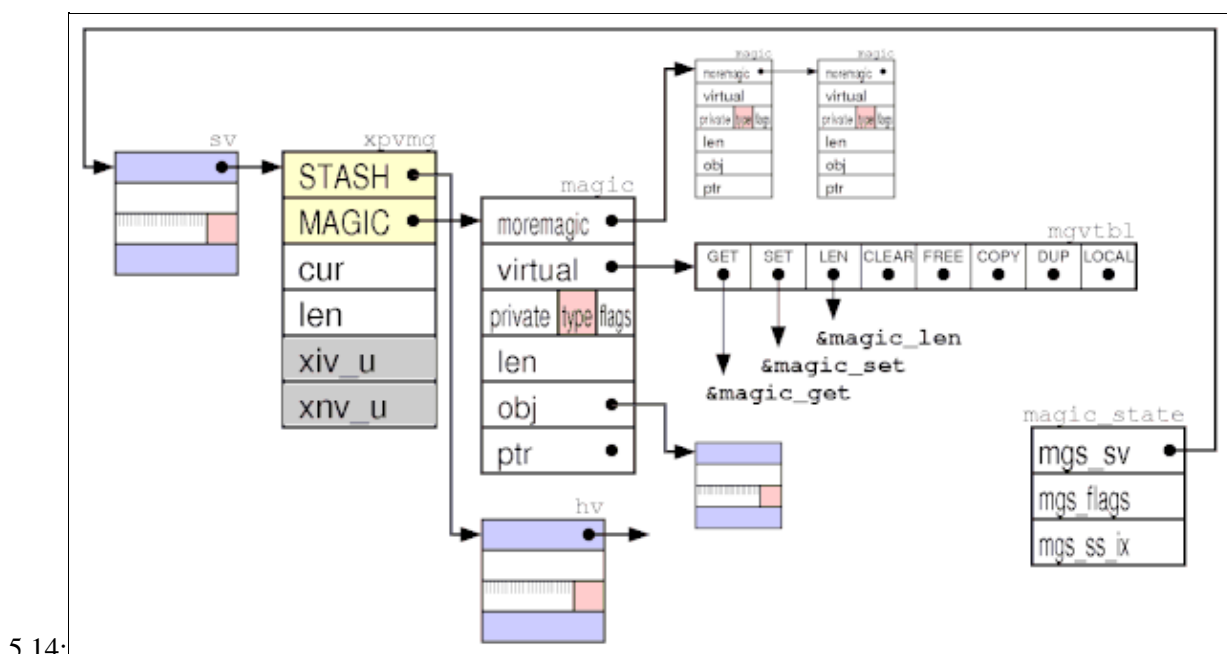 magic
magic
moremagic
moremagic
virtual
virtual
private type flags
private type flags
len
len
obj
obj
ptr
ptr
sv
xpvmg
STASH
MAGIC
cur
len
xiv_u
xnv_u
magic
moremagic
virtual
private type flags
len
obj
ptr
mgvtbl
GET SET LEN CLEAR FREE COPY DUP LOCAL
&magic_len
&magic_set
&magic_get
magic_state
mgs_sv
mgs_flags
mgs_ss_ix
hv
5.14: